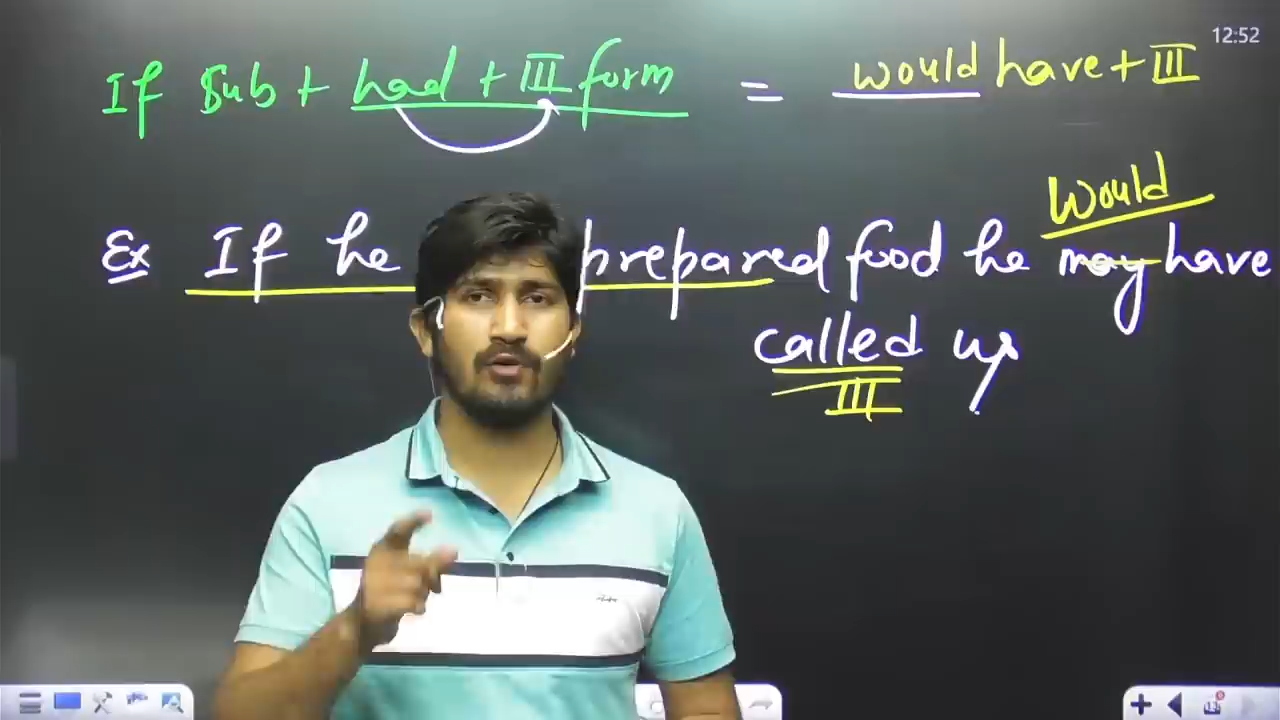 12:52
If Sub + had + III form = would have + III
Would
Ex If he prepared food he may have
called us
III